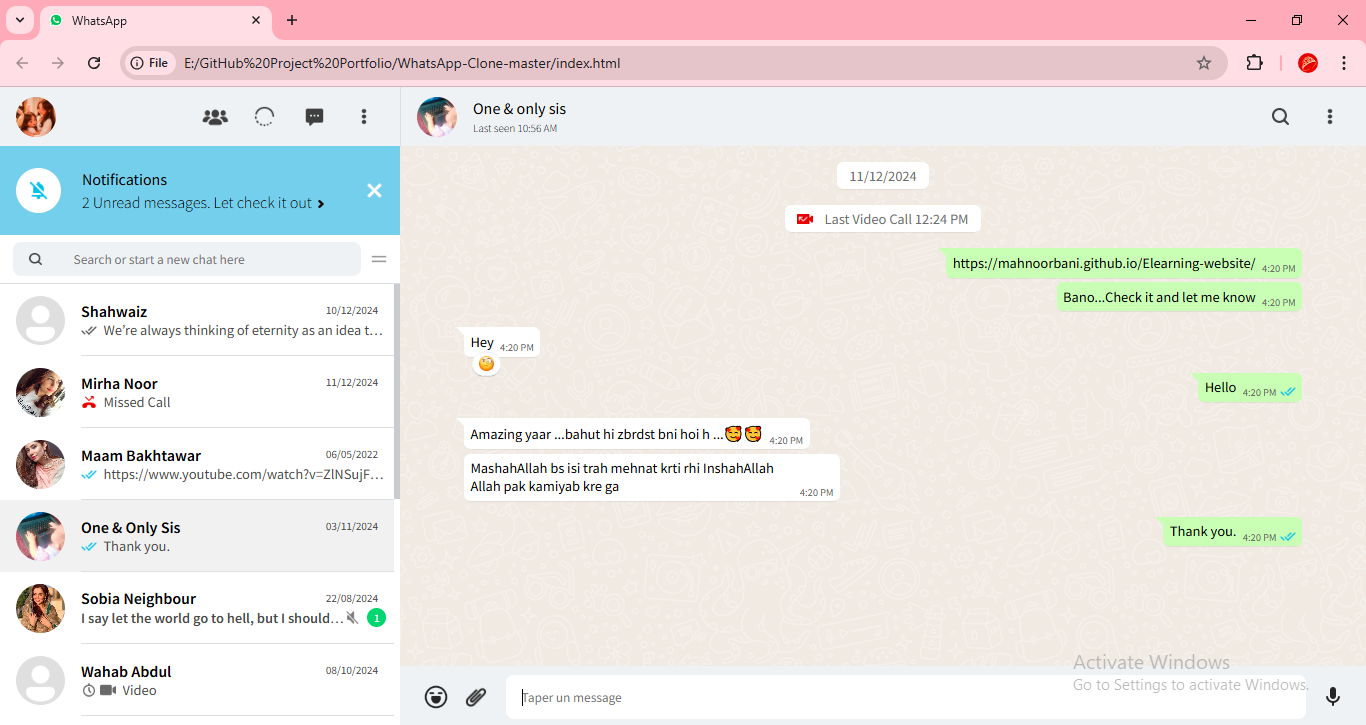 WhatsApp
File
E:/GitHub%20Project%20Portfolio/WhatsApp-Clone-master/index.html
Notifications
2 Unread messages. Let check it out
Search or start a new chat here
Shahwaiz 10/12/2024
We're always thinking of eternity as an idea t...
Mirha Noor 11/12/2024
Missed Call
Maam Bakhtawar 06/05/2022
https://www.youtube.com/watch?v=ZlNSujF...
One & Only Sis 03/11/2024
Thank you.
Sobia Neighbour 22/08/2024
I say let the world go to hell, but I should... 1
Wahab Abdul 08/10/2024
Video
One & only sis
Last seen 10:56 AM
11/12/2024
Last Video Call 12:24 PM
https://mahnoorbani.github.io/Elearning-website/ 4:20 PM
Bano...Check it and let me know 4:20 PM
Hey 4:20 PM
🧐
Hello 4:20 PM
Amazing yaar ...bahut hi zbrdst bni hoi h ...🥰🥰 4:20 PM
MashahAllah bs isi trah mehnat krti rhi InshahAllah
Allah pak kamiyab kre ga 4:20 PM
Thank you. 4:20 PM
Taper un message
Activate Windows
Go to Settings to activate Windows.